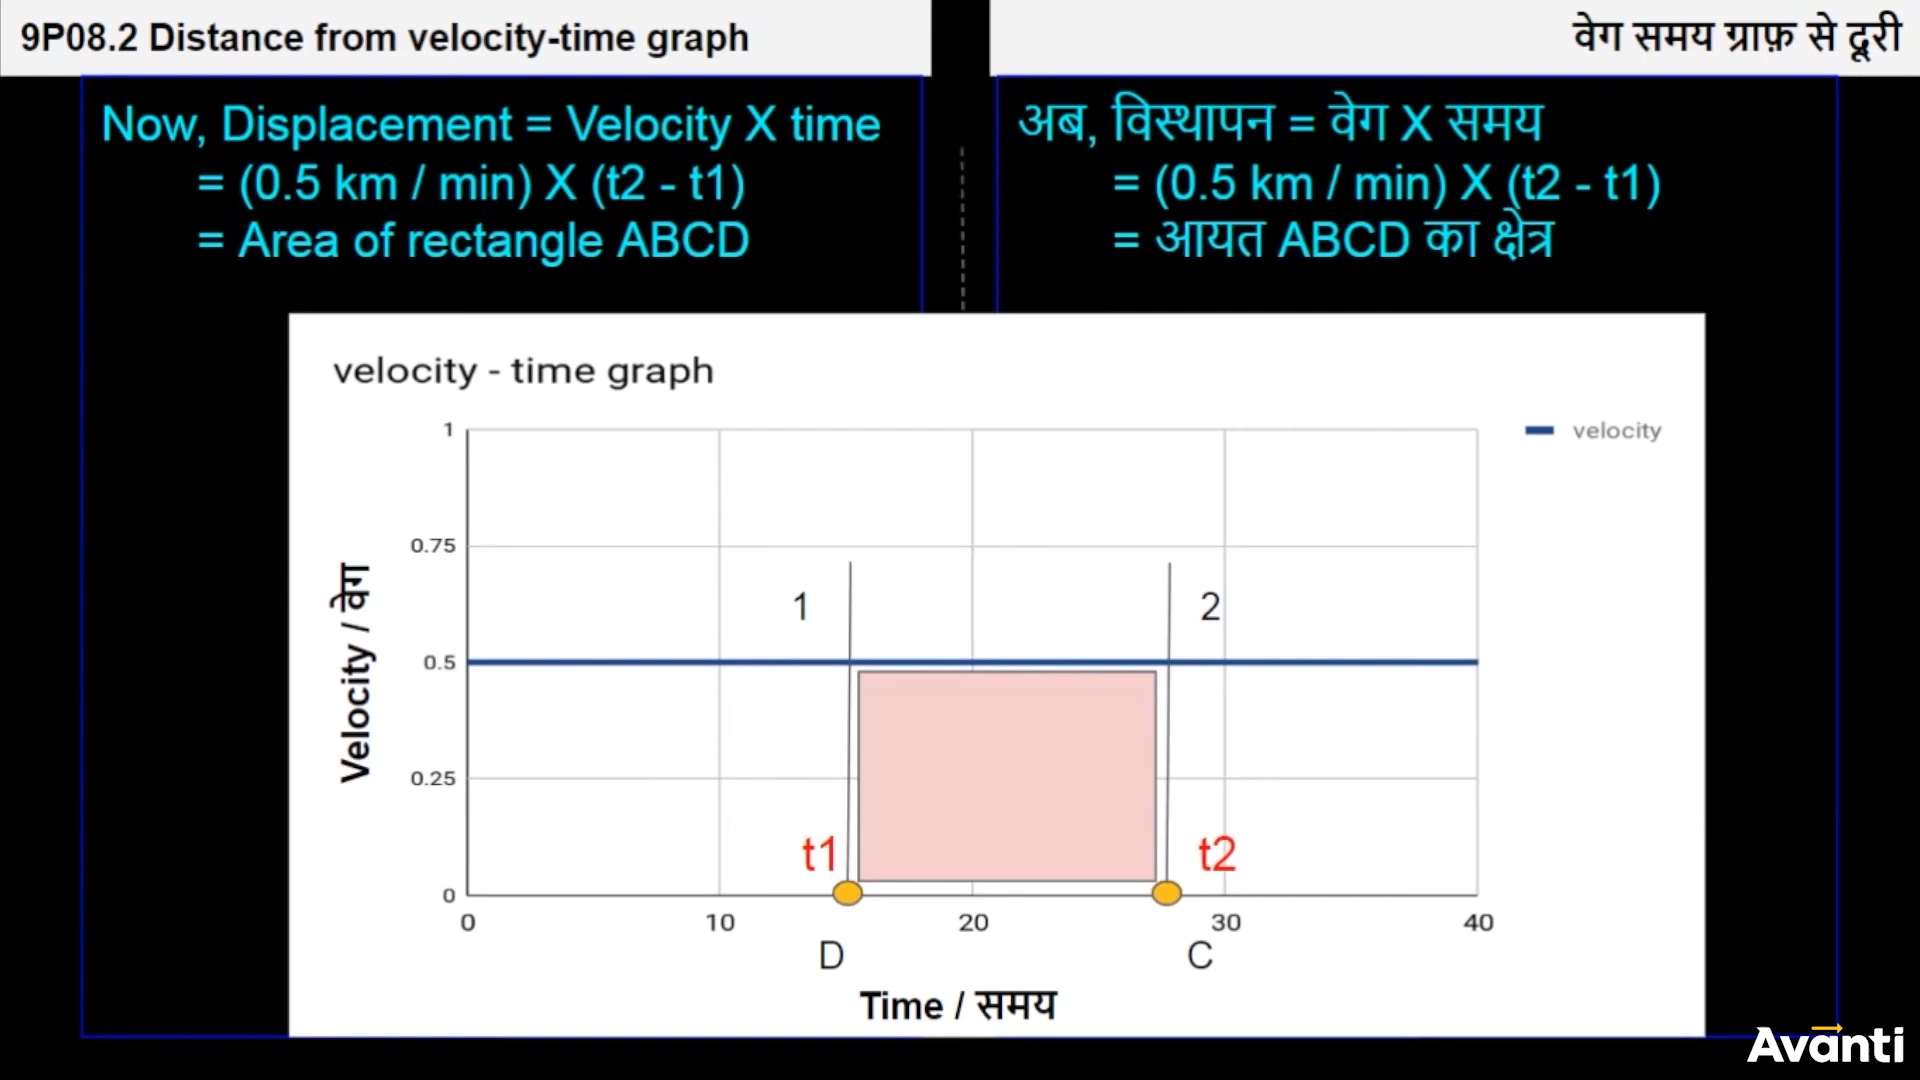 9P08.2 Distance from velocity-time graph
वेग समय ग्राफ़ से दूरी
Now, Displacement = Velocity X time
= (0.5 km / min) X (t2 - t1)
= Area of rectangle ABCD
अब, विस्थापन = वेग X समय
= (0.5 km / min) X (t2 - t1)
= आयत ABCD का क्षेत्र
velocity - time graph
velocity
1
0.75
0.5
0.25
0
Velocity / वेग
1
2
t1
t2
0 10 20 30 40
D
C
Time / समय
Avanti